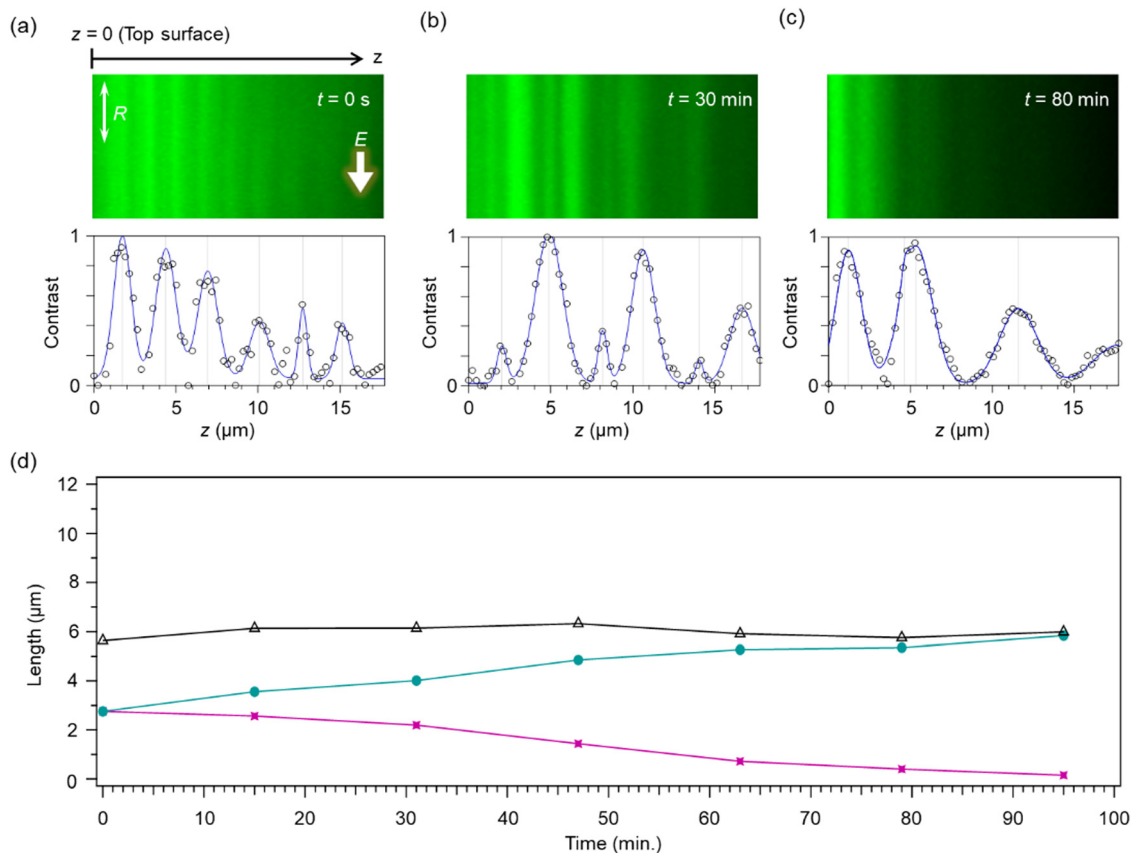 (a)
(b)
(c)
z = 0 (Top surface)
z
t = 0 s
R
E
t = 30 min
t = 80 min
1
Contrast
0
0 5 10 15
z (μm)
1
Contrast
0
0 5 10 15
z (μm)
1
Contrast
0
0 5 10 15
z (μm)
(d)
12
10
8
6
4
2
0
Length (μm)
0 10 20 30 40 50 60 70 80 90 100
Time (min.)